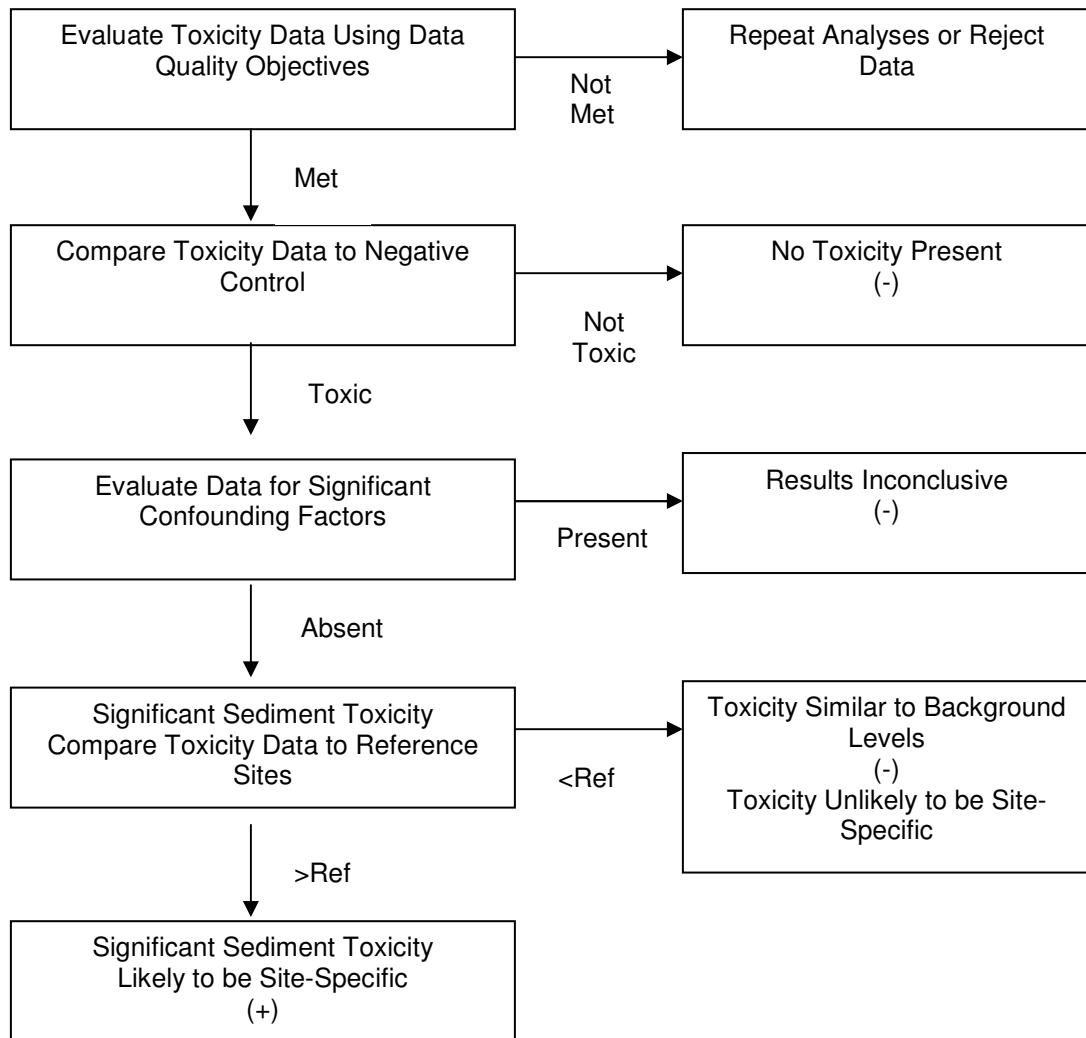 Evaluate Toxicity Data Using Data
Quality Objectives
Not
Met
Repeat Analyses or Reject
Data
Met
Compare Toxicity Data to Negative
Control
Not
Toxic
No Toxicity Present
(-)
Toxic
Evaluate Data for Significant
Confounding Factors
Present
Results Inconclusive
(-)
Absent
Significant Sediment Toxicity
Compare Toxicity Data to Reference
Sites
<Ref
Toxicity Similar to Background
Levels
(-)
Toxicity Unlikely to be Site-
Specific
>Ref
Significant Sediment Toxicity
Likely to be Site-Specific
(+)